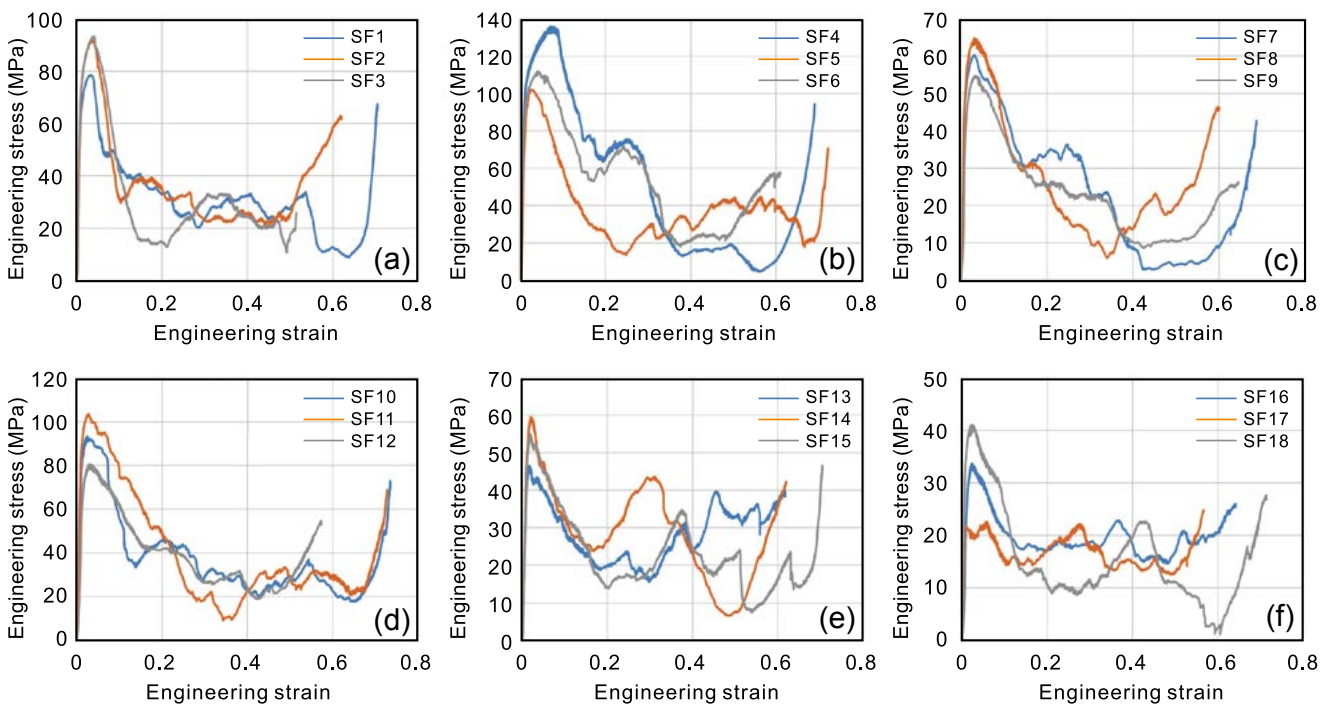 100
80
60
40
20
0
Engineering stress (MPa)
SF1
SF2
SF3
(a)
0 0.2 0.4 0.6 0.8
Engineering strain
140
120
100
80
60
40
20
0
Engineering stress (MPa)
SF4
SF5
SF6
(b)
0 0.2 0.4 0.6 0.8
Engineering strain
70
60
50
40
30
20
10
0
Engineering stress (MPa)
SF7
SF8
SF9
(c)
0 0.2 0.4 0.6 0.8
Engineering strain
120
100
80
60
40
20
0
Engineering stress (MPa)
SF10
SF11
SF12
(d)
0 0.2 0.4 0.6 0.8
Engineering strain
70
60
50
40
30
20
10
0
Engineering stress (MPa)
SF13
SF14
SF15
(e)
0 0.2 0.4 0.6 0.8
Engineering strain
50
40
30
20
10
0
Engineering stress (MPa)
SF16
SF17
SF18
(f)
0 0.2 0.4 0.6 0.8
Engineering strain